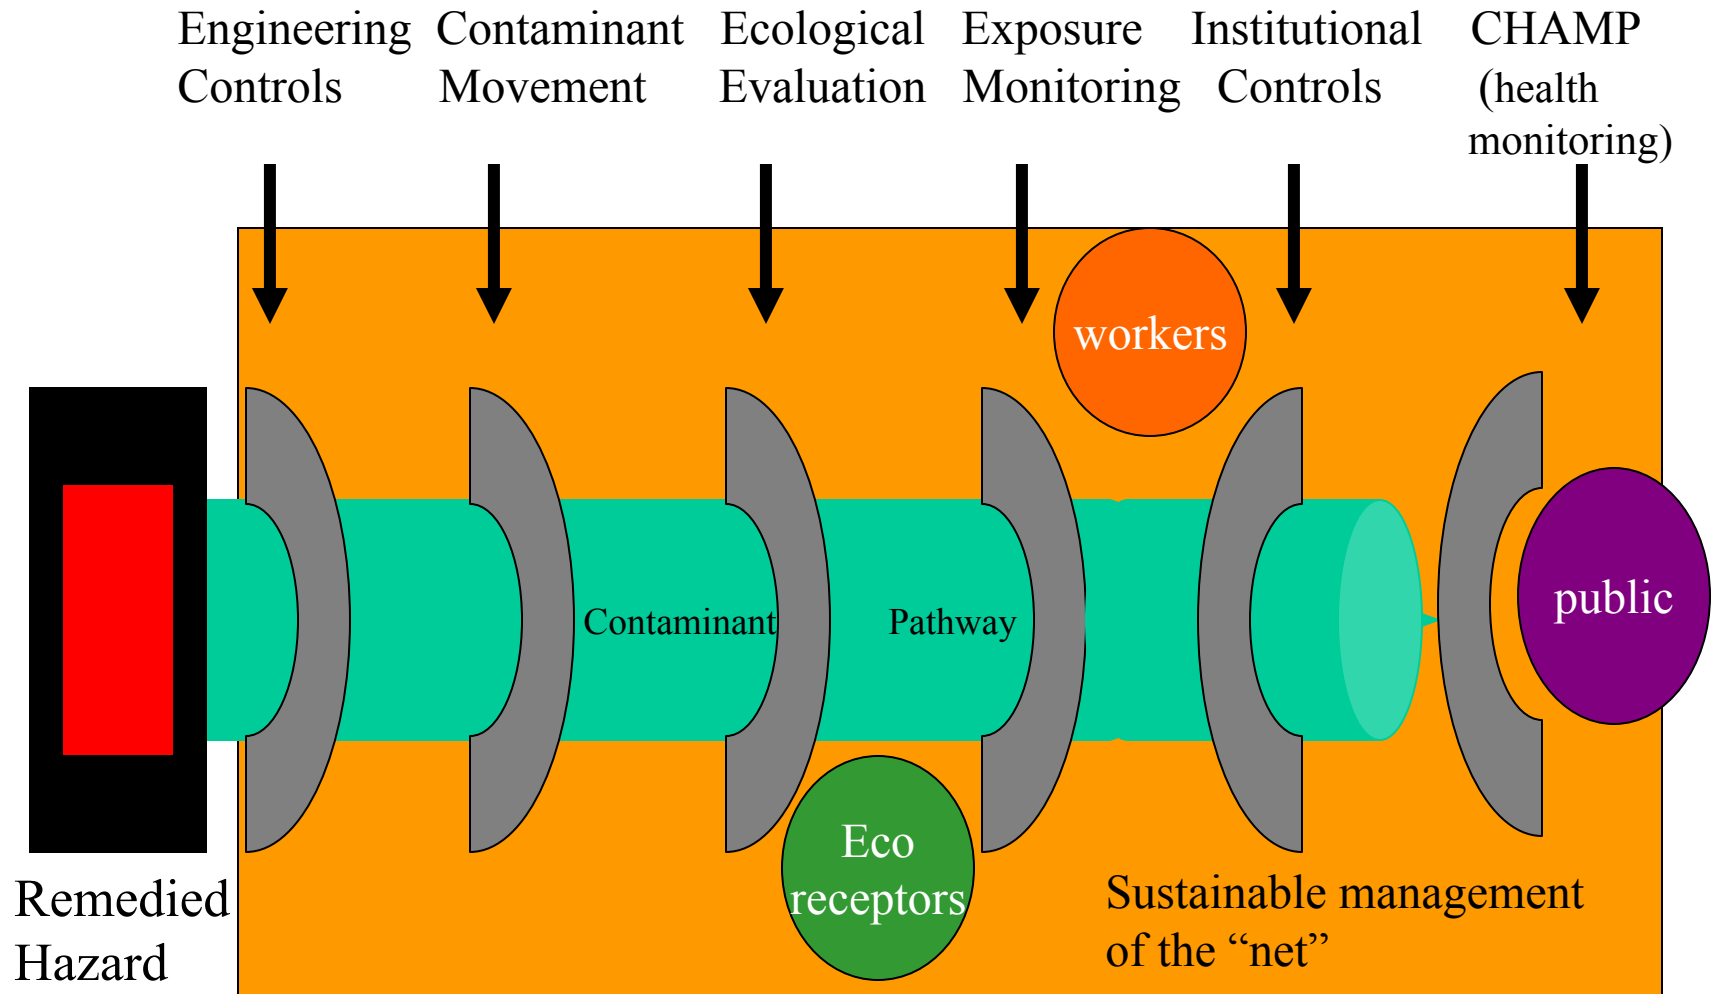 Engineering Controls
Contaminant Movement
Ecological Evaluation
Exposure Monitoring
Institutional Controls
CHAMP
(health
monitoring)
workers
Contaminant Pathway
public
Eco
receptors
Remedied
Hazard
Sustainable management
of the “net”